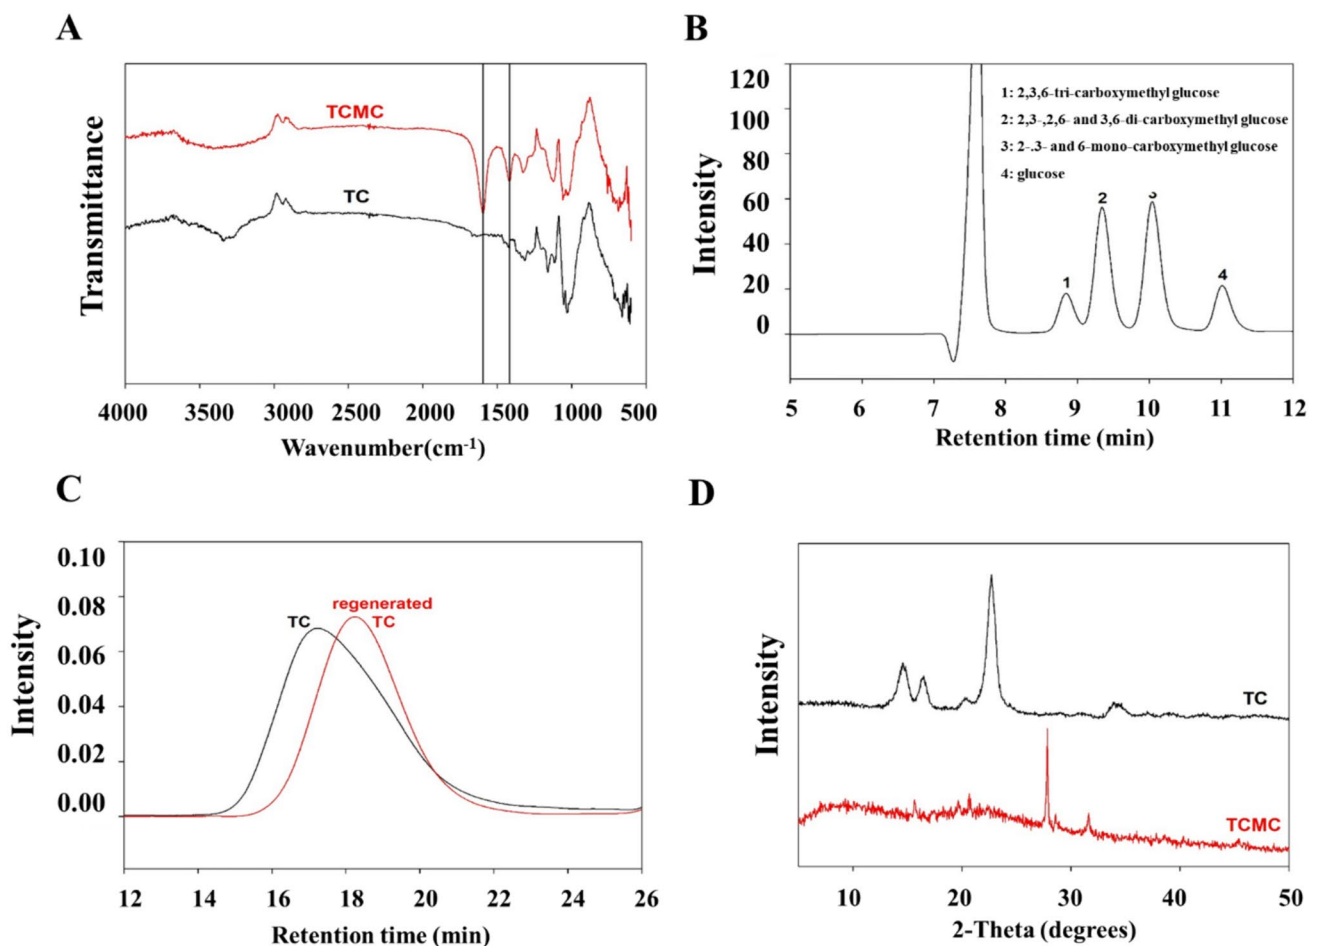 A
Transmittance
TCMC
TC
4000 3500 3000 2500 2000 1500 1000 500
Wavenumber(cm-1)
B
Intensity
120
100
80
60
40
20
0
1: 2,3,6-tri-carboxymethyl glucose
2: 2,3-,2,6- and 3,6-di-carboxymethyl glucose
3: 2-.3- and 6-mono-carboxymethyl glucose
4: glucose
1
2
3
4
5 6 7 8 9 10 11 12
Retention time (min)
C
Intensity
0.10
0.08
0.06
0.04
0.02
0.00
TC
regenerated
TC
12 14 16 18 20 24 26
Retention time (min)
D
Intensity
TC
TCMC
10 20 30 40 50
2-Theta (degrees)